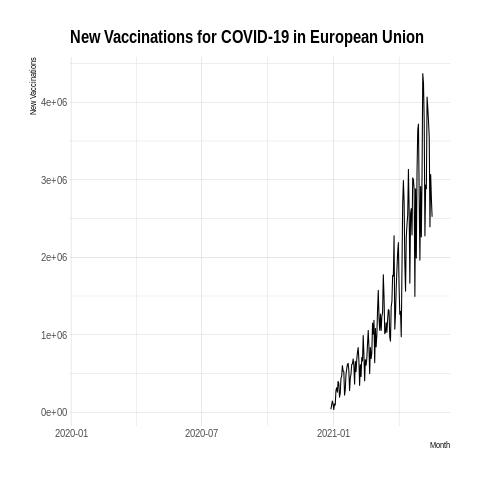 New Vaccinations for COVID-19 in European Union
New Vaccinations
4e+06
3e+06
2e+06
1e+06
0e+00
2020-01 2020-07 2021-01
Month